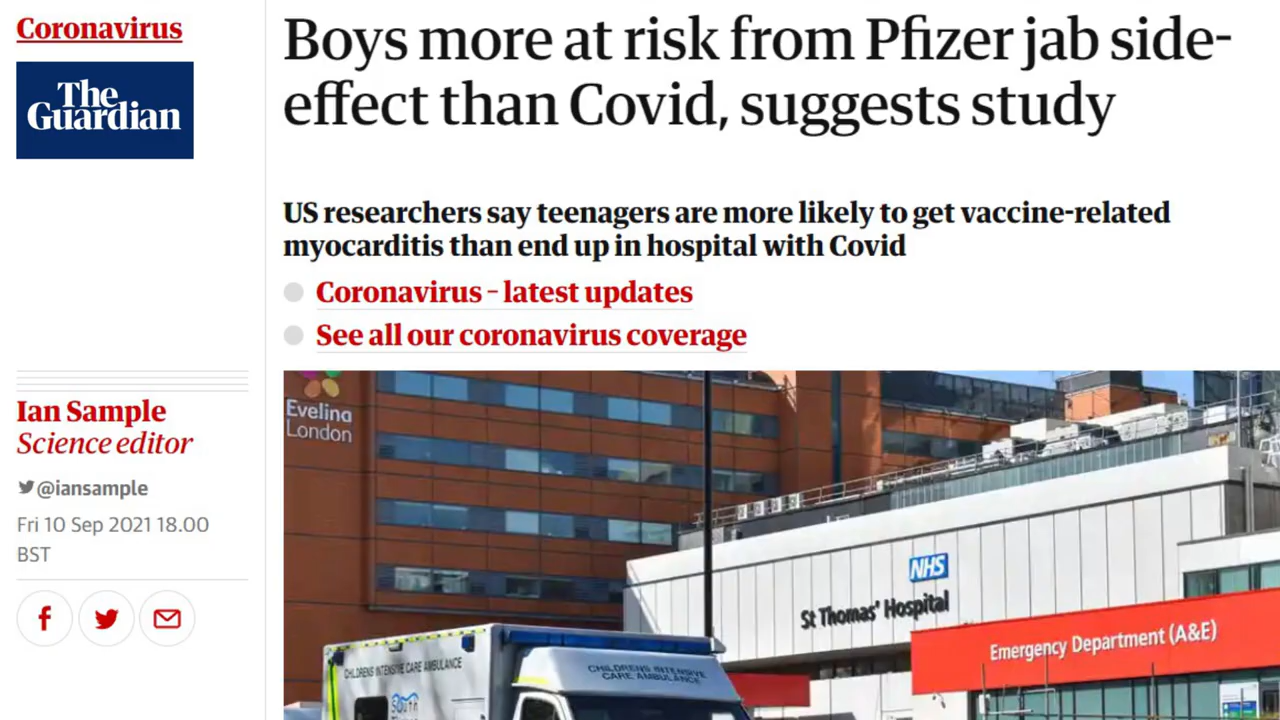 Coronavirus
The
Guardian
Boys more at risk from Pfizer jab side-
effect than Covid, suggests study
US researchers say teenagers are more likely to get vaccine-related
myocarditis than end up in hospital with Covid
Coronavirus – latest updates
See all our coronavirus coverage
Ian Sample
Science editor
@iansample
Fri 10 Sep 2021 18.00
BST
Evelina
London
NHS
St Thomas' Hospital
Emergency Department (A&E)
CHILDRENS INTENSIVE CARE AMBULANCE
CHILDRENS INTENSIVE
CARE AMBULANCE
South